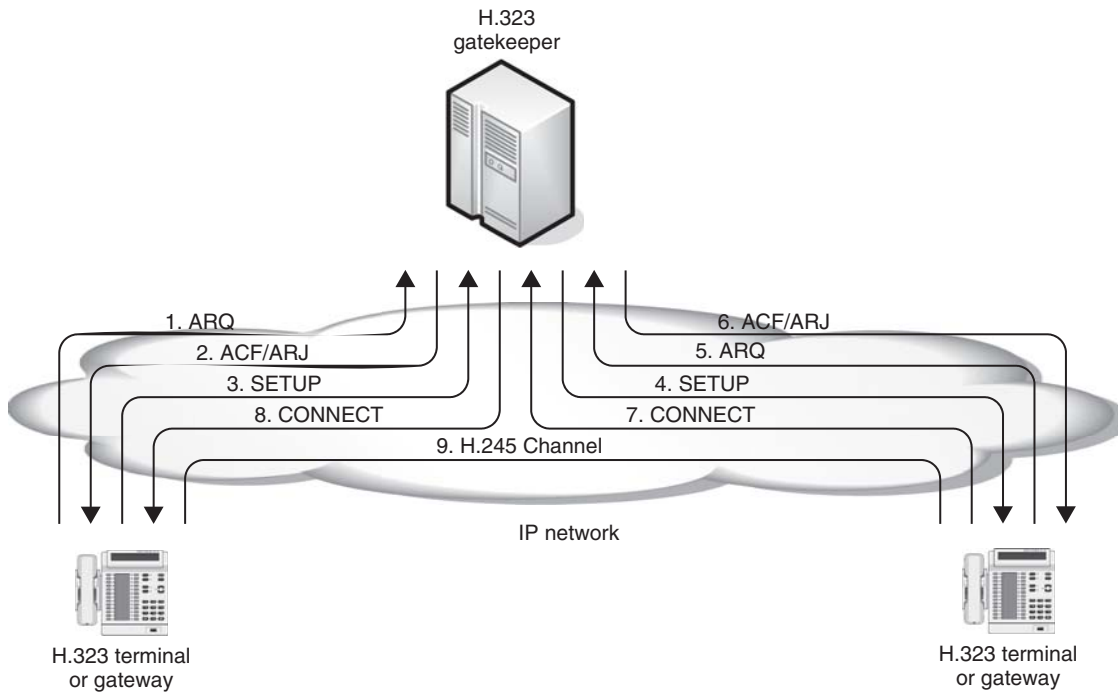 H.323
gatekeeper
1. ARQ
6. ACF/ARJ
2. ACF/ARJ
5. ARQ
3. SETUP
4. SETUP
8. CONNECT
7. CONNECT
9. H.245 Channel
IP network
H.323 terminal
or gateway
H.323 terminal
or gateway